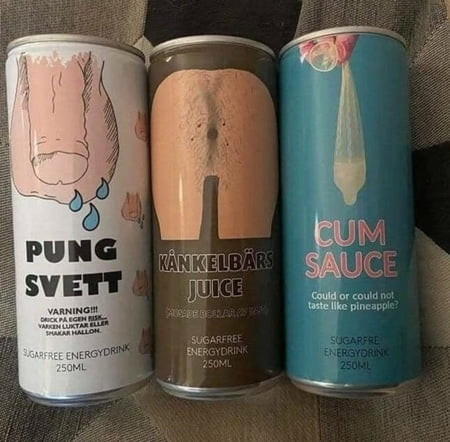 PUNG
SVETT
VARNING!!!
DRICK PÅ EGEN RISK...
VARKEN LUKTAR ELLER
SMAKAR HALLON.
SUGARFREE ENERGYDRINK
250ML
KÅNKELBÄRS
JUICE
SUGARFREE
ENERGYDRINK
250ML
CUM
SAUCE
Could or could not
taste like pineapple?
SUGARFRE
ENERGYDRINK
250ML